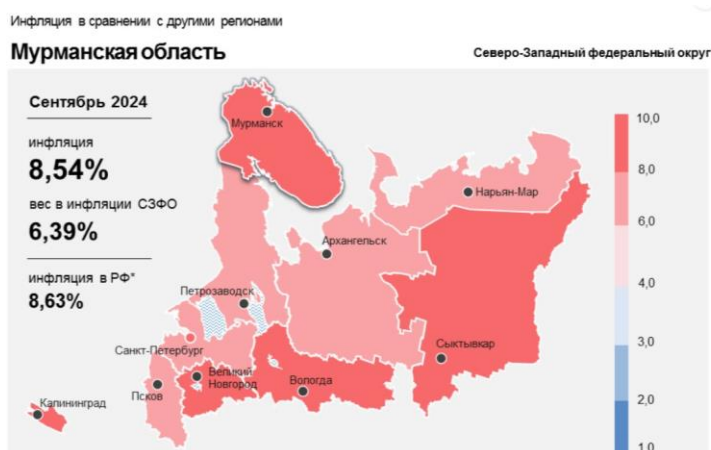 Инфляция в сравнении с другими регионами
Мурманская область
Северо-Западный федеральный округ
Сентябрь 2024
инфляция
8,54%
вес в инфляции СЗФО
6,39%
инфляция в РФ*
8,63%
Мурманск
Нарьян-Мар
Архангельск
Петрозаводск
Санкт-Петербург
Сыктывкар
Великий
Новгород
Вологда
Псков
Калининград
10,0
8,0
6,0
4,0
3,0
2,0
1,0